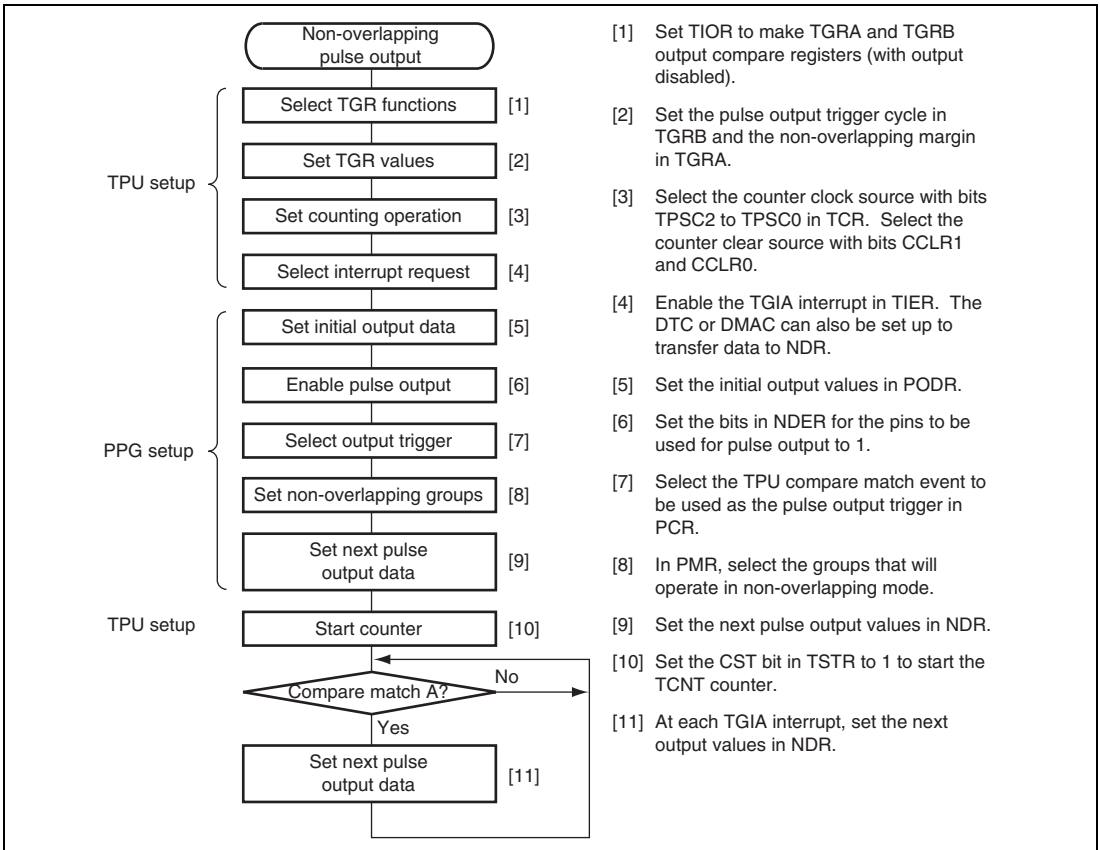 Non-overlapping
pulse output
TPU setup
Select TGR functions [1]
Set TGR values [2]
Set counting operation [3]
Select interrupt request [4]
PPG setup
Set initial output data [5]
Enable pulse output [6]
Select output trigger [7]
Set non-overlapping groups [8]
Set next pulse
output data [9]
TPU setup
Start counter [10]
Compare match A?
No
Yes
Set next pulse
output data [11]
[1] Set TIOR to make TGRA and TGRB
output compare registers (with output
disabled).
[2] Set the pulse output trigger cycle in
TGRB and the non-overlapping margin
in TGRA.
[3] Select the counter clock source with bits
TPSC2 to TPSC0 in TCR. Select the
counter clear source with bits CCLR1
and CCLR0.
[4] Enable the TGIA interrupt in TIER. The
DTC or DMAC can also be set up to
transfer data to NDR.
[5] Set the initial output values in PODR.
[6] Set the bits in NDER for the pins to be
used for pulse output to 1.
[7] Select the TPU compare match event to
be used as the pulse output trigger in
PCR.
[8] In PMR, select the groups that will
operate in non-overlapping mode.
[9] Set the next pulse output values in NDR.
[10] Set the CST bit in TSTR to 1 to start the
TCNT counter.
[11] At each TGIA interrupt, set the next
output values in NDR.